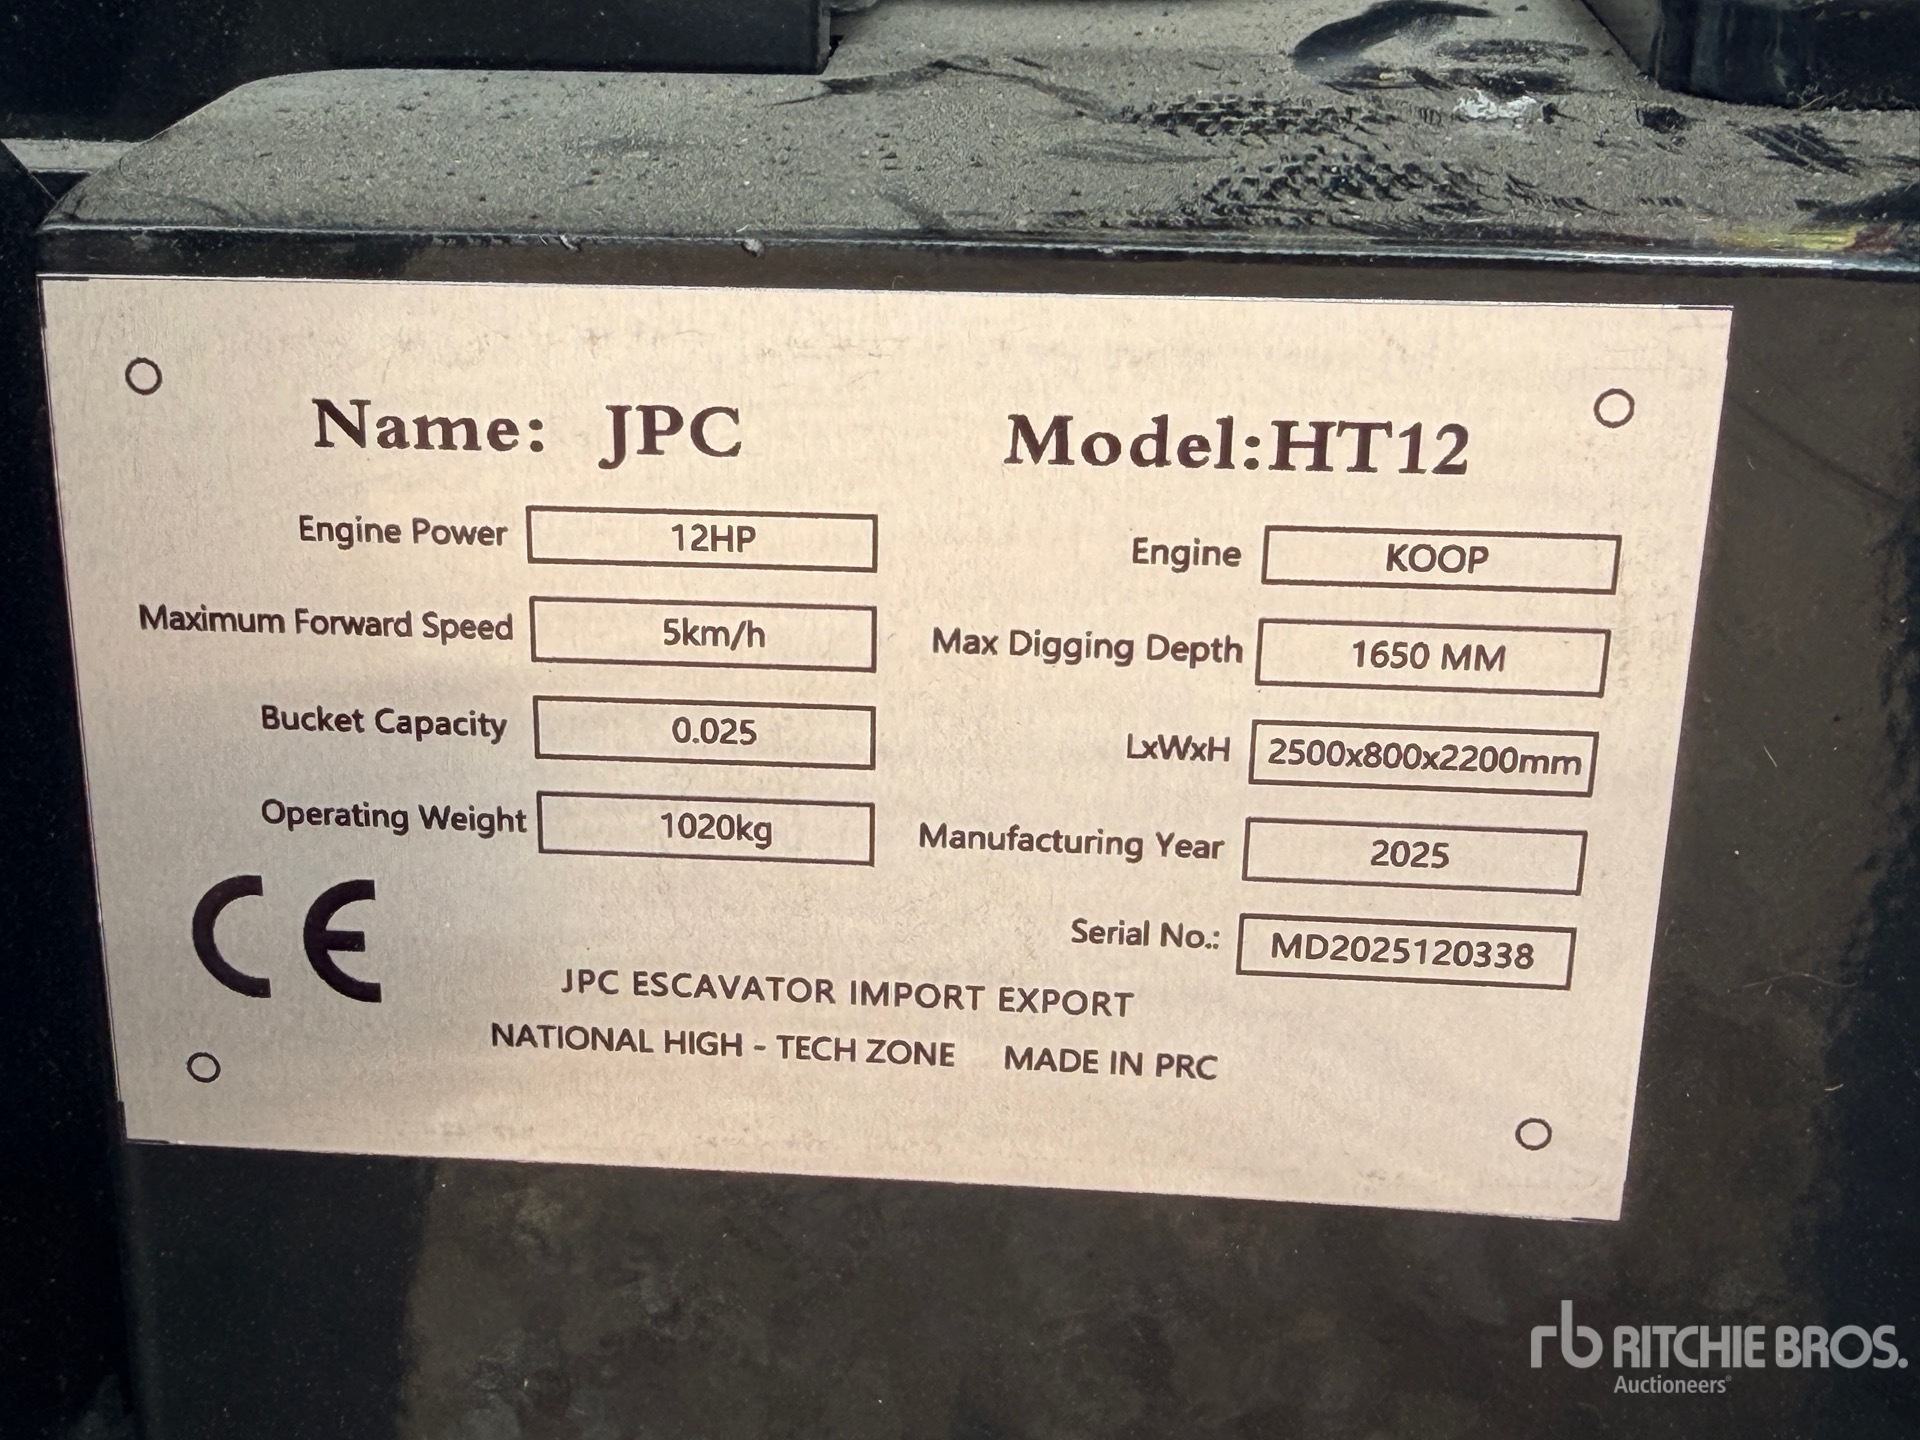 Name: JPC
Model:HT12
Engine Power 12HP
Engine KOOP
Maximum Forward Speed 5km/h
Max Digging Depth 1650 MM
Bucket Capacity 0.025
LxWxH 2500x800x2200mm
Operating Weight 1020kg
Manufacturing Year 2025
Serial No.: MD2025120338
CE
JPC ESCAVATOR IMPORT EXPORT
NATIONAL HIGH - TECH ZONE MADE IN PRC
rb RITCHIE BROS.
Auctioneers®